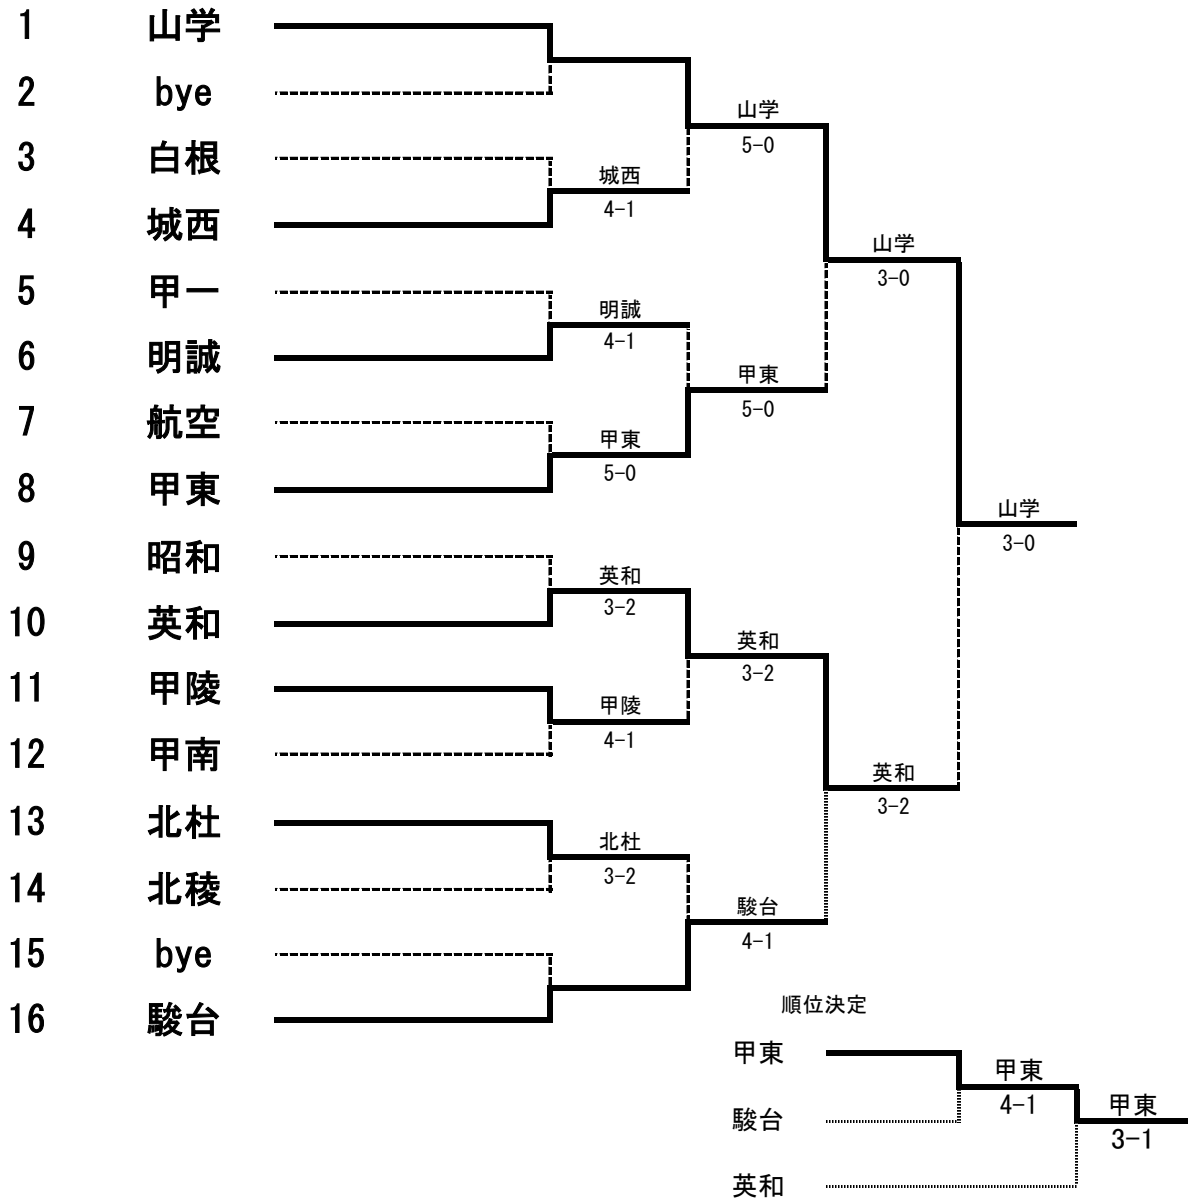 1 山学
2 bye
山学
3 白根
5-0
城西
4 城西
4-1
山学
5 甲一
3-0
明誠
6 明誠
4-1
甲東
7 航空
5-0
甲東
8 甲東
5-0
山学
9 昭和
3-0
英和
10 英和
3-2
英和
11 甲陵
3-2
甲陵
12 甲南
4-1
英和
13 北杜
3-2
北杜
14 北稜
3-2
駿台
15 bye
4-1
16 駿台
順位決定
甲東
甲東
駿台
4-1
甲東
3-1
英和